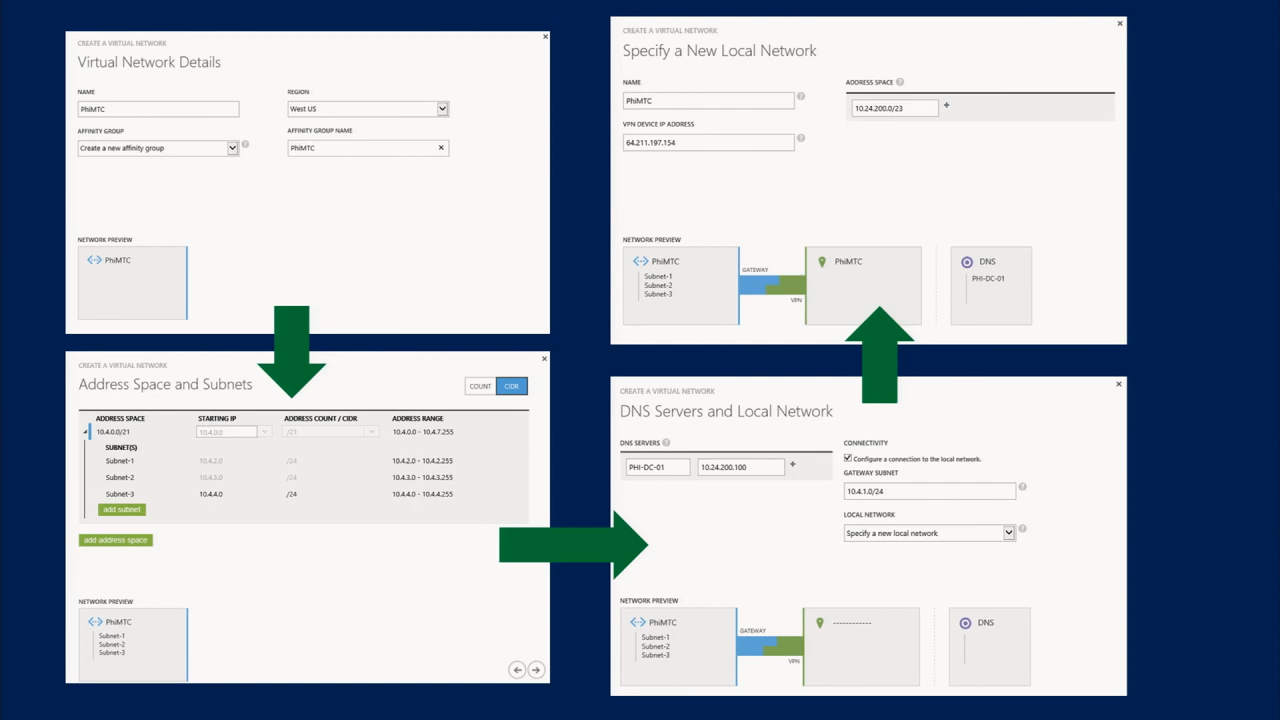 CREATE A VIRTUAL NETWORK
Virtual Network Details
NAME
REGION
PhiMTC
West US
AFFINITY GROUP
AFFINITY GROUP NAME
Create a new affinity group
PhiMTC
NETWORK PREVIEW
PhiMTC
CREATE A VIRTUAL NETWORK
Address Space and Subnets
COUNT CIDR
ADDRESS SPACE STARTING IP ADDRESS COUNT / CIDR ADDRESS RANGE
10.4.0.0/21 10.4.0.0 /21 10.4.0.0 - 10.4.7.255
SUBNET(S)
Subnet-1 10.4.2.0 /24 10.4.2.0 - 10.4.2.255
Subnet-2 10.4.3.0 /24 10.4.3.0 - 10.4.3.255
Subnet-3 10.4.4.0 /24 10.4.4.0 - 10.4.4.255
add subnet
add address space
NETWORK PREVIEW
PhiMTC
Subnet-1
Subnet-2
Subnet-3
CREATE A VIRTUAL NETWORK
DNS Servers and Local Network
DNS SERVERS
PHI-DC-01 10.24.200.100
CONNECTIVITY
Configure a connection to the local network.
GATEWAY SUBNET
10.4.1.0/24
LOCAL NETWORK
Specify a new local network
NETWORK PREVIEW
PhiMTC
Subnet-1
Subnet-2
Subnet-3
GATEWAY
VPN
------------
DNS
CREATE A VIRTUAL NETWORK
Specify a New Local Network
NAME
PhiMTC
VPN DEVICE IP ADDRESS
64.211.197.154
ADDRESS SPACE
10.24.200.0/23
NETWORK PREVIEW
PhiMTC
Subnet-1
Subnet-2
Subnet-3
GATEWAY
VPN
PhiMTC
DNS
PHI-DC-01